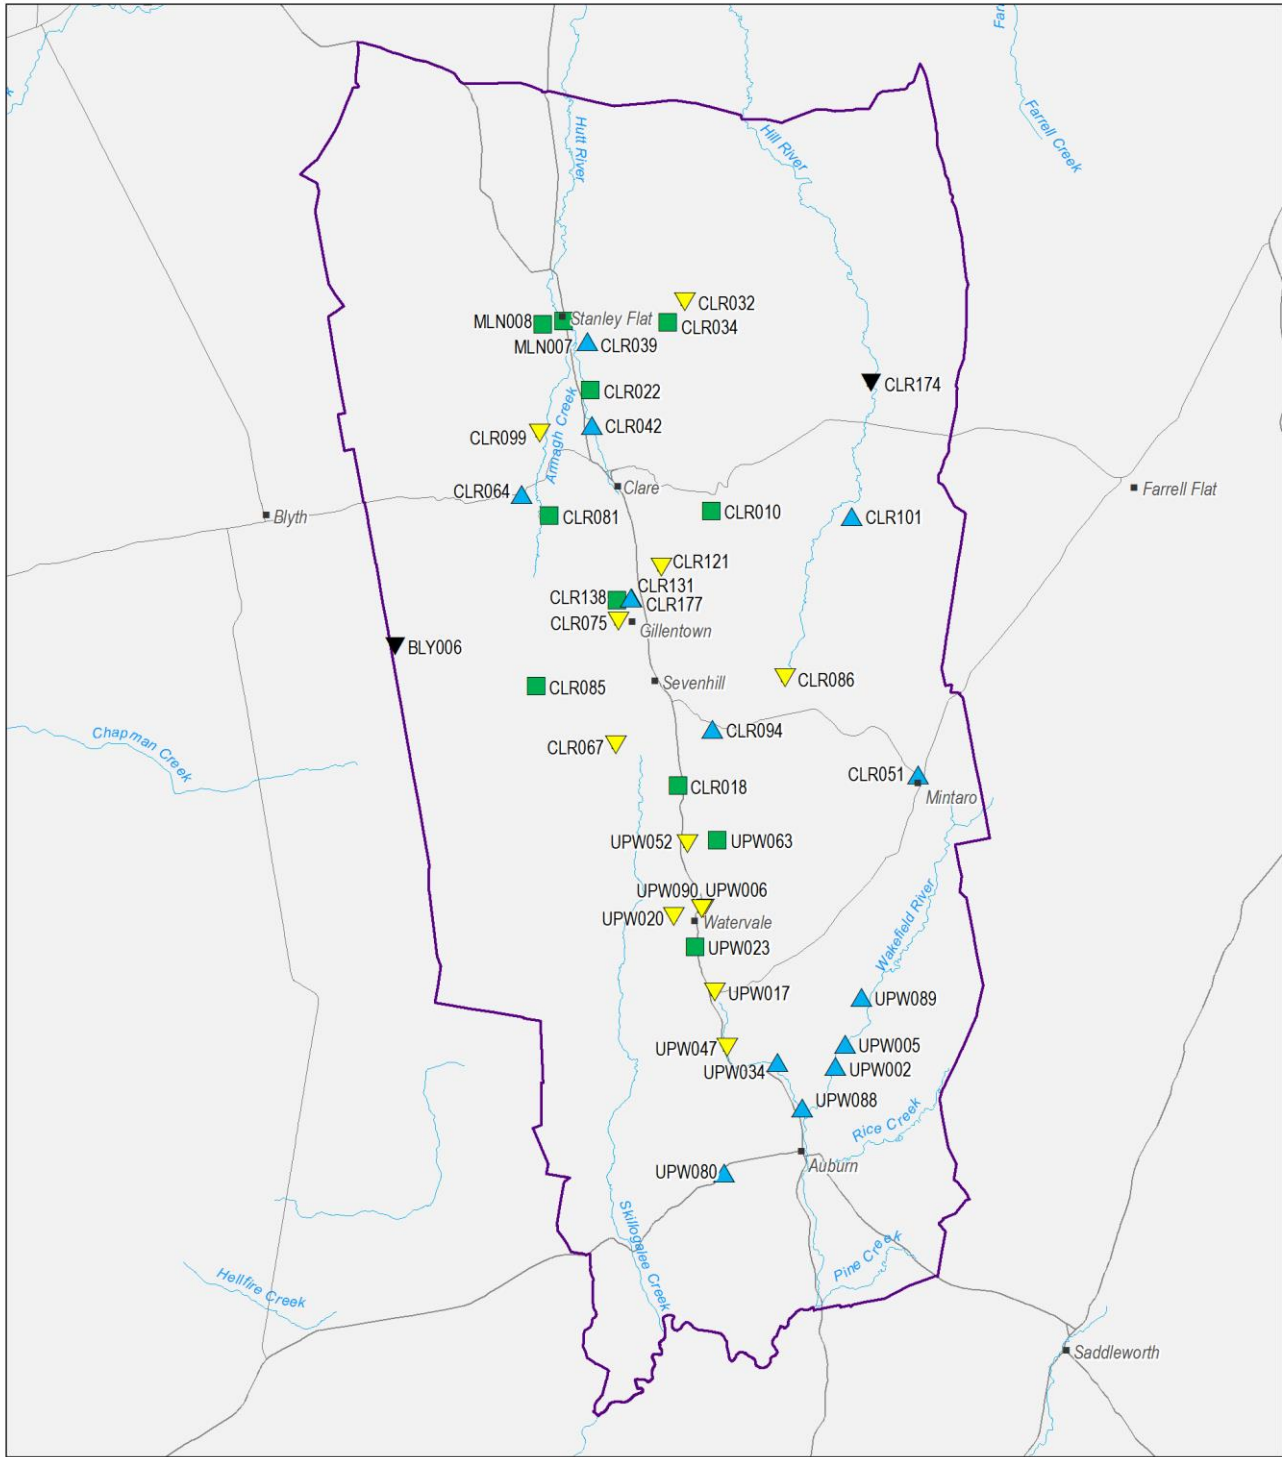 Far
Farrell Creek
k
Hutt River
Hill River
CLR032
MLN008
Stanley Flat
CLR034
MLN007
CLR039
CLR174
CLR022
CLR042
CLR099
Annagh Creek
CLR064
Clare
Farrell Flat
Blyth
CLR081
CLR010
CLR101
CLR121
CLR131
CLR138
CLR177
CLR075
Gillentown
BLY006
CLR086
CLR085
Sevenhill
Chapman Creek
CLR094
CLR067
CLR051
CLR018
Mintaro
UPW052
UPW063
UPW090
UPW006
UPW020
Watervale
Wakefield River
UPW023
UPW017
UPW089
UPW047
UPW005
UPW034
UPW002
UPW088
Rice Creek
Auburn
UPW080
Skillogalee Creek
Pine Creek
Hellfire Creek
Saddleworth